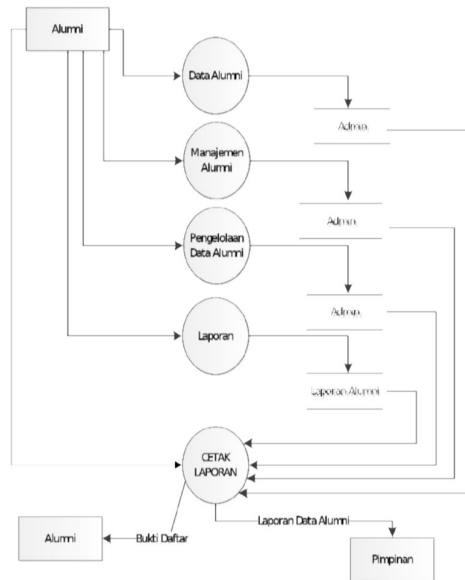 Alumni
Data Alumni
Admin
Manajemen
Alumni
Admin
Pengelolaan
Data Alumni
Admin
Laporan
Laporan Alumni
CETAK
LAPORAN
Laporan Data Alumni
Alumni
Bukti Daftar
Pimpinan